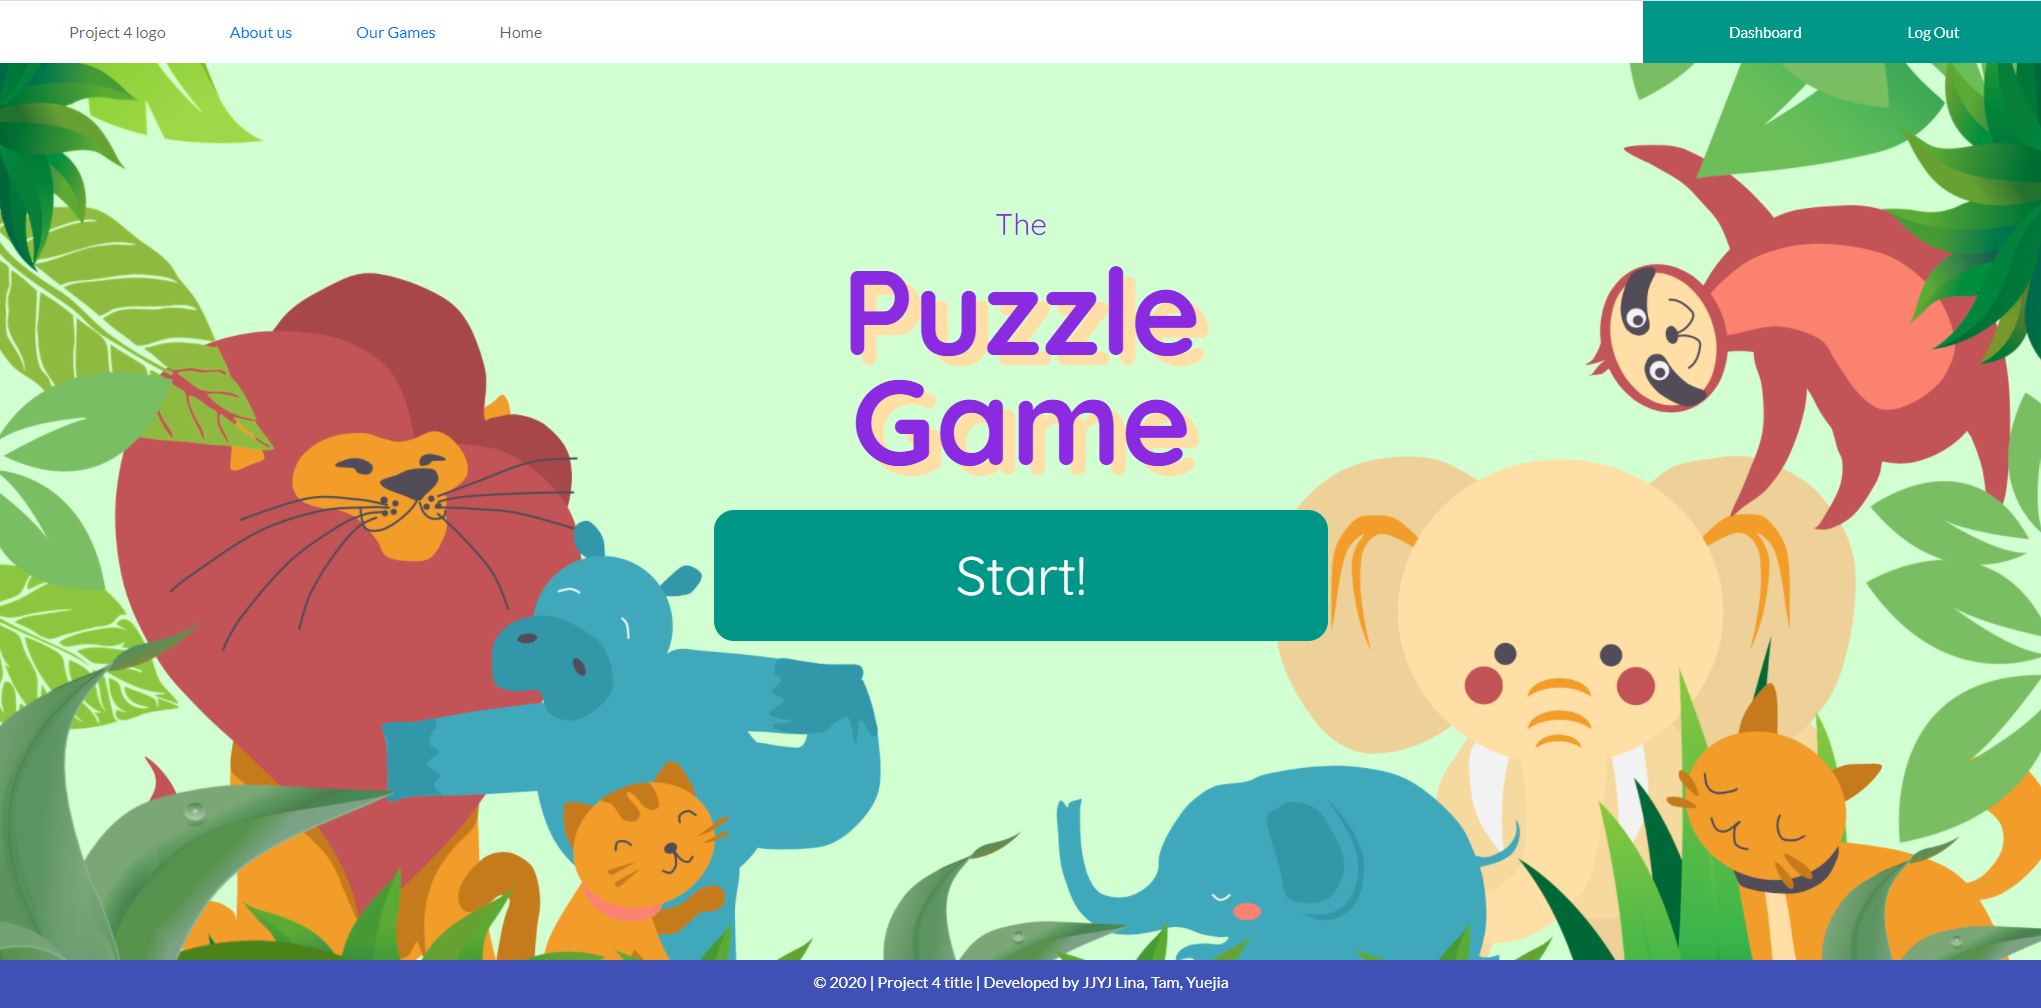 Project 4 logo About us Our Games Home Dashboard Log Out
The
Puzzle
Game
Start!
© 2020 | Project 4 title | Developed by JJYJ Lina, Tam, Yuejia